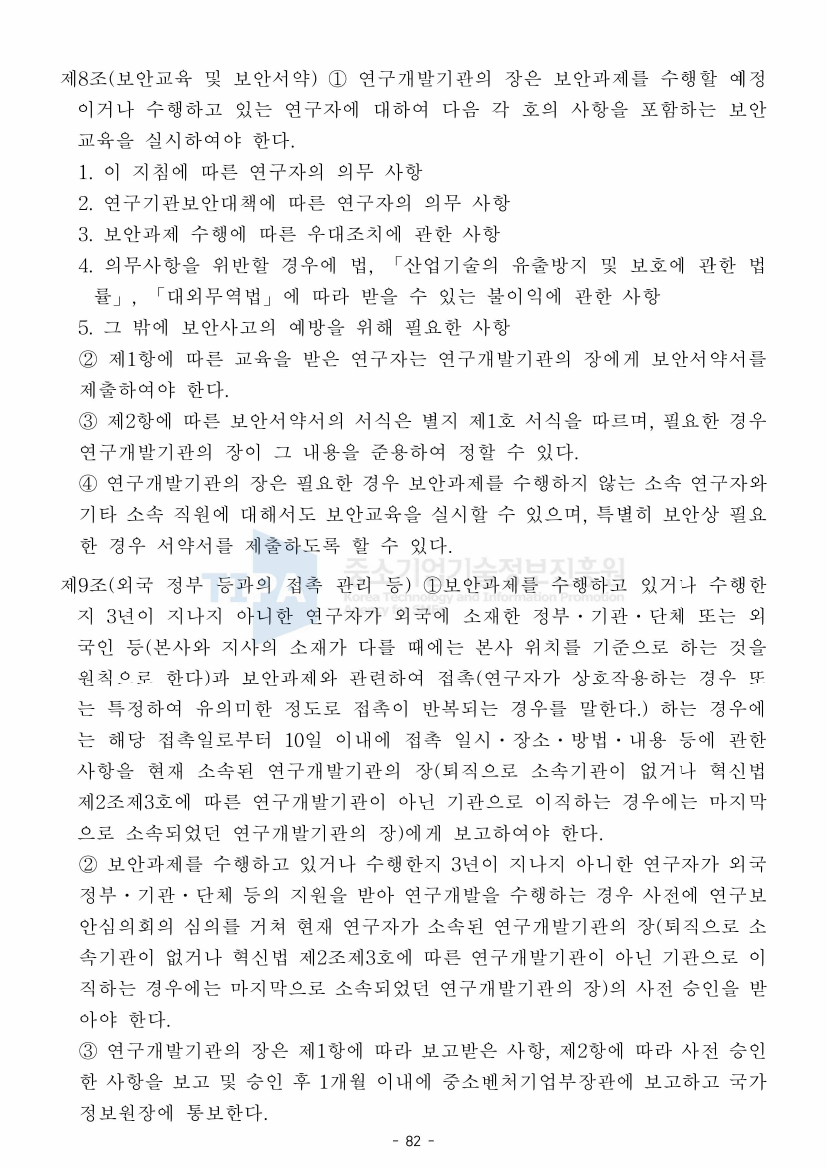 제8조(보안교육 및 보안서약) ① 연구개발기관의 장은 보안과제를 수행할 예정
이거나 수행하고 있는 연구자에 대하여 다음 각 호의 사항을 포함하는 보안
교육을 실시하여야 한다.
1. 이 지침에 따른 연구자의 의무 사항
2. 연구기관보안대책에 따른 연구자의 의무 사항
3. 보안과제 수행에 따른 우대조치에 관한 사항
4. 의무사항을 위반할 경우에 법, 「산업기술의 유출방지 및 보호에 관한 법
률」, 「대외무역법」에 따라 받을 수 있는 불이익에 관한 사항
5. 그 밖에 보안사고의 예방을 위해 필요한 사항
② 제1항에 따른 교육을 받은 연구자는 연구개발기관의 장에게 보안서약서를
제출하여야 한다.
③ 제2항에 따른 보안서약서의 서식은 별지 제1호 서식을 따르며, 필요한 경우
연구개발기관의 장이 그 내용을 준용하여 정할 수 있다.
④ 연구개발기관의 장은 필요한 경우 보안과제를 수행하지 않는 소속 연구자와
기타 소속 직원에 대해서도 보안교육을 실시할 수 있으며, 특별히 보안상 필요
한 경우 서약서를 제출하도록 할 수 있다.
TIPA 중소기업기술정보진흥원
Korea Technology and Information Promotion
제9조(외국 정부 등과의 접촉 관리 등) ①보안과제를 수행하고 있거나 수행한
지 3년이 지나지 아니한 연구자가 외국에 소재한 정부·기관·단체 또는 외
국인 등(본사와 지사의 소재가 다를 때에는 본사 위치를 기준으로 하는 것을
원칙으로 한다)과 보안과제와 관련하여 접촉(연구자가 상호작용하는 경우 또
는 특정하여 유의미한 정도로 접촉이 반복되는 경우를 말한다.) 하는 경우에
는 해당 접촉일로부터 10일 이내에 접촉 일시·장소·방법·내용 등에 관한
사항을 현재 소속된 연구개발기관의 장(퇴직으로 소속기관이 없거나 혁신법
제2조제3호에 따른 연구개발기관이 아닌 기관으로 이직하는 경우에는 마지막
으로 소속되었던 연구개발기관의 장)에게 보고하여야 한다.
② 보안과제를 수행하고 있거나 수행한지 3년이 지나지 아니한 연구자가 외국
정부·기관·단체 등의 지원을 받아 연구개발을 수행하는 경우 사전에 연구보
안심의회의 심의를 거쳐 현재 연구자가 소속된 연구개발기관의 장(퇴직으로 소
속기관이 없거나 혁신법 제2조제3호에 따른 연구개발기관이 아닌 기관으로 이
직하는 경우에는 마지막으로 소속되었던 연구개발기관의 장)의 사전 승인을 받
아야 한다.
③ 연구개발기관의 장은 제1항에 따라 보고받은 사항, 제2항에 따라 사전 승인
한 사항을 보고 및 승인 후 1개월 이내에 중소벤처기업부장관에 보고하고 국가
정보원장에 통보한다.
- 82 -